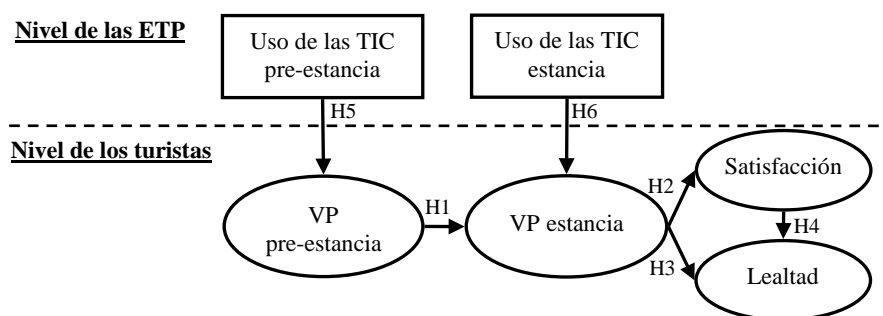 Nivel de las ETP
Uso de las TIC
pre-estancia
Uso de las TIC
estancia
H5
H6
Nivel de los turistas
VP
pre-estancia
H1
VP estancia
H2
H3
Satisfacción
H4
Lealtad